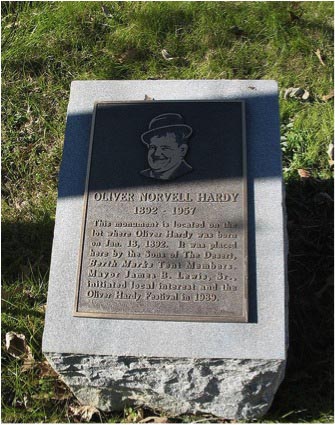 OLIVER NORVELL HARDY
1892 - 1957
This monument is located on the
lot where Oliver Hardy was born
on Jan. 18, 1892. It was placed
here by the Sons of The Desert,
Berth Marks Tent Members.
Mayor James B. Lewis, Sr.
initiated local interest and the
Oliver Hardy Festival in 1989.